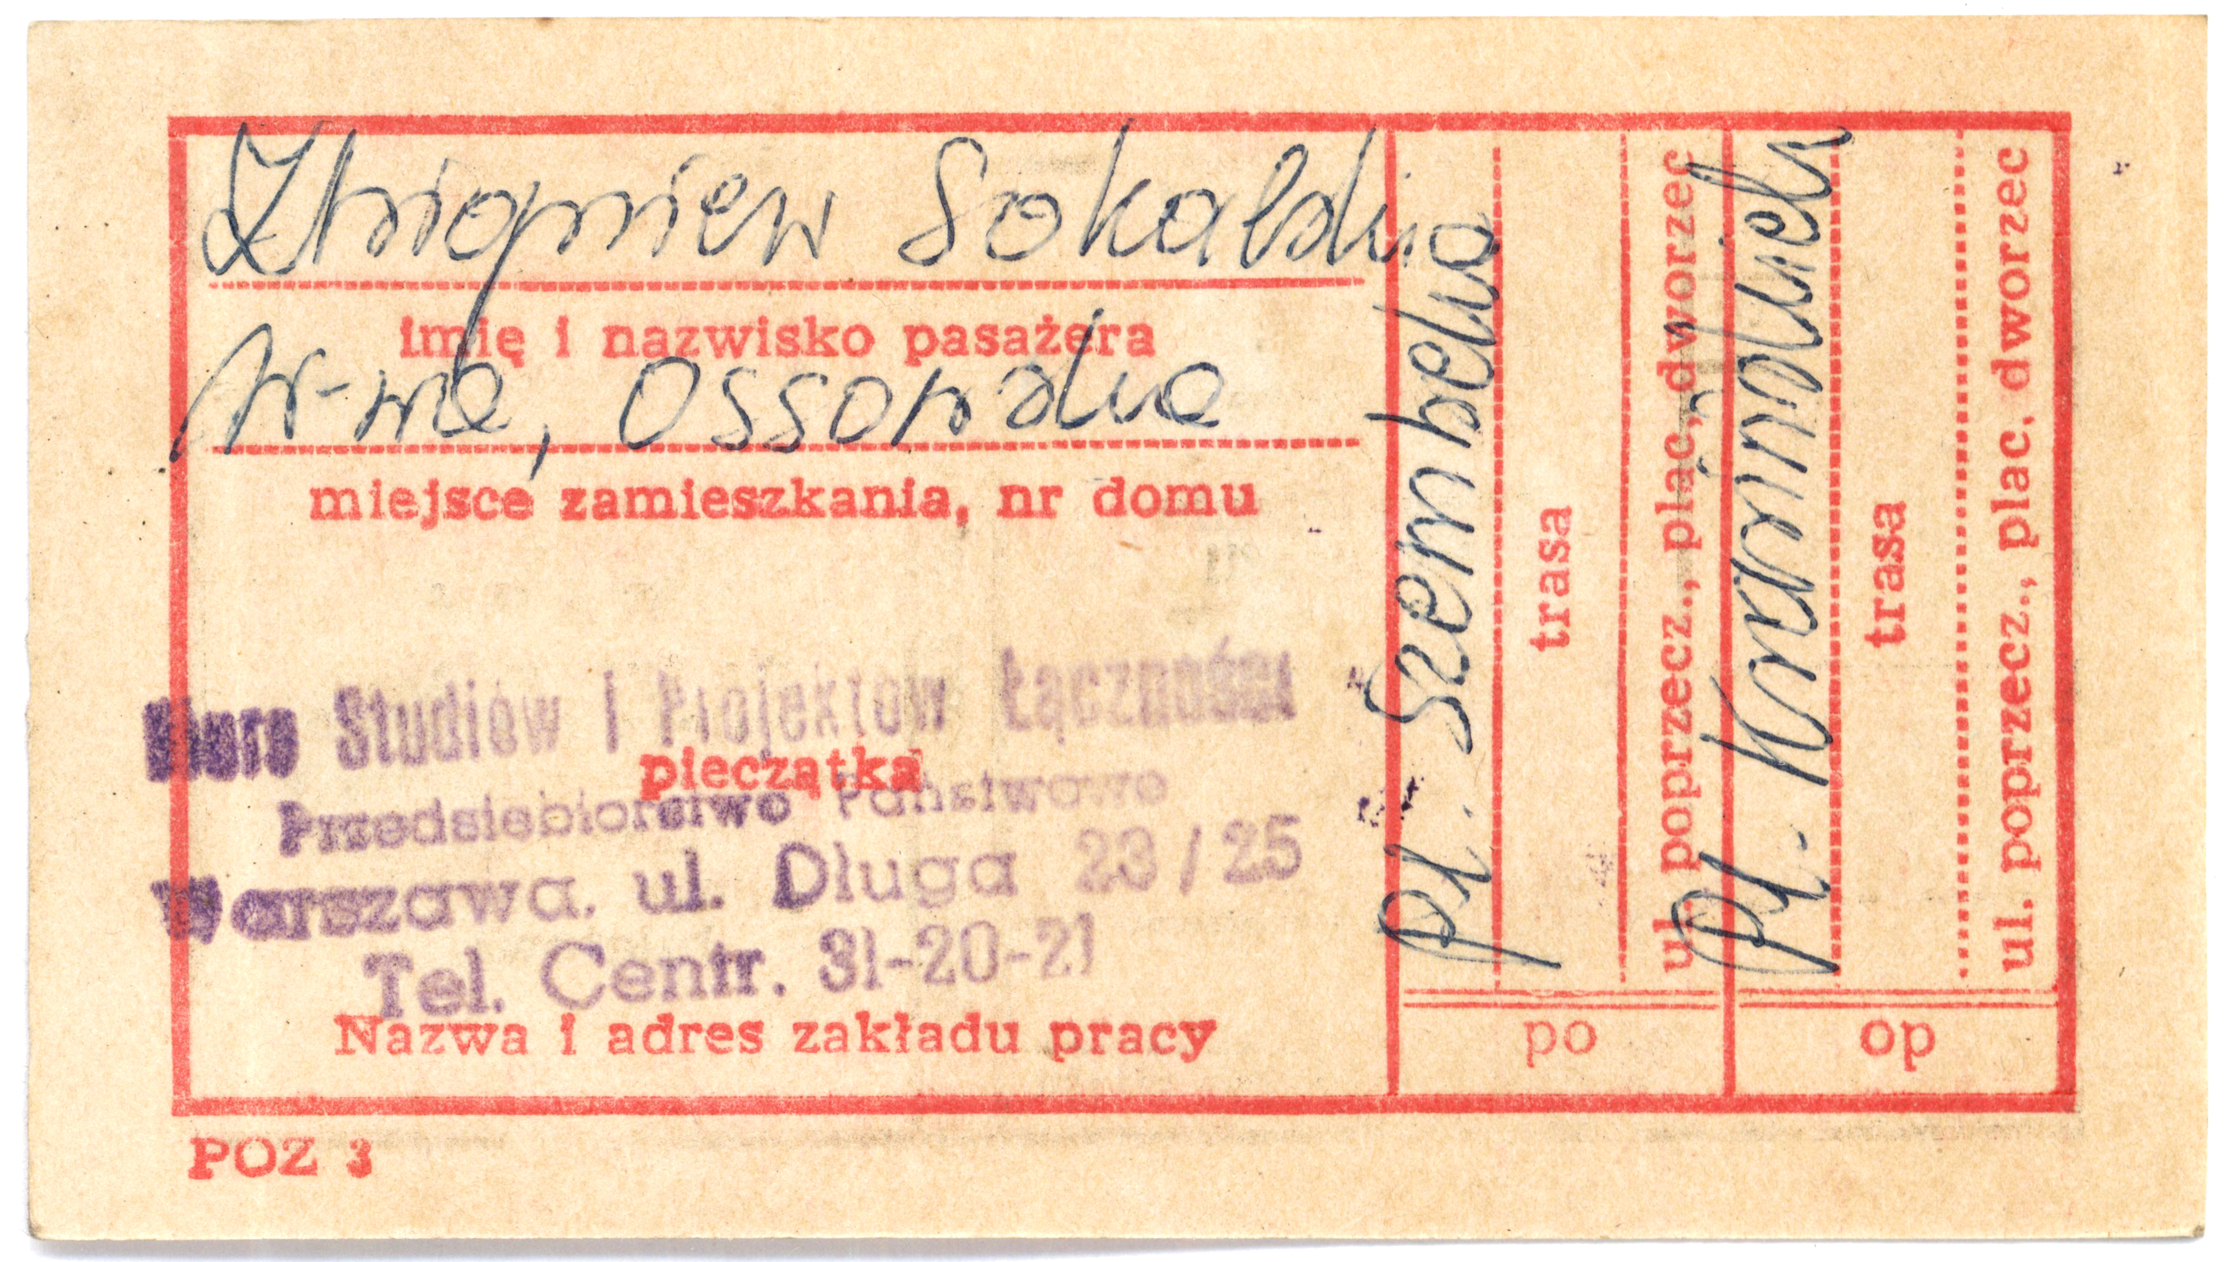 Zbigniew Sokalski
imię i nazwisko pasażera
W-wa, Ossowska
miejsce zamieszkania, nr domu
Biuro Studiów i Projektów Łączności
pieczątka
Przedsiębiorstwo Państwowe
Warszawa, ul. Długa 23/25
Tel. Centr. 31-20-21
Nazwa i adres zakładu pracy
POZ 3
Pl. Szembeka
trasa
ul. poprzecz., plac, dworzec
po
Pl. Krasińskich
trasa
ul. poprzecz., plac, dworzec
op